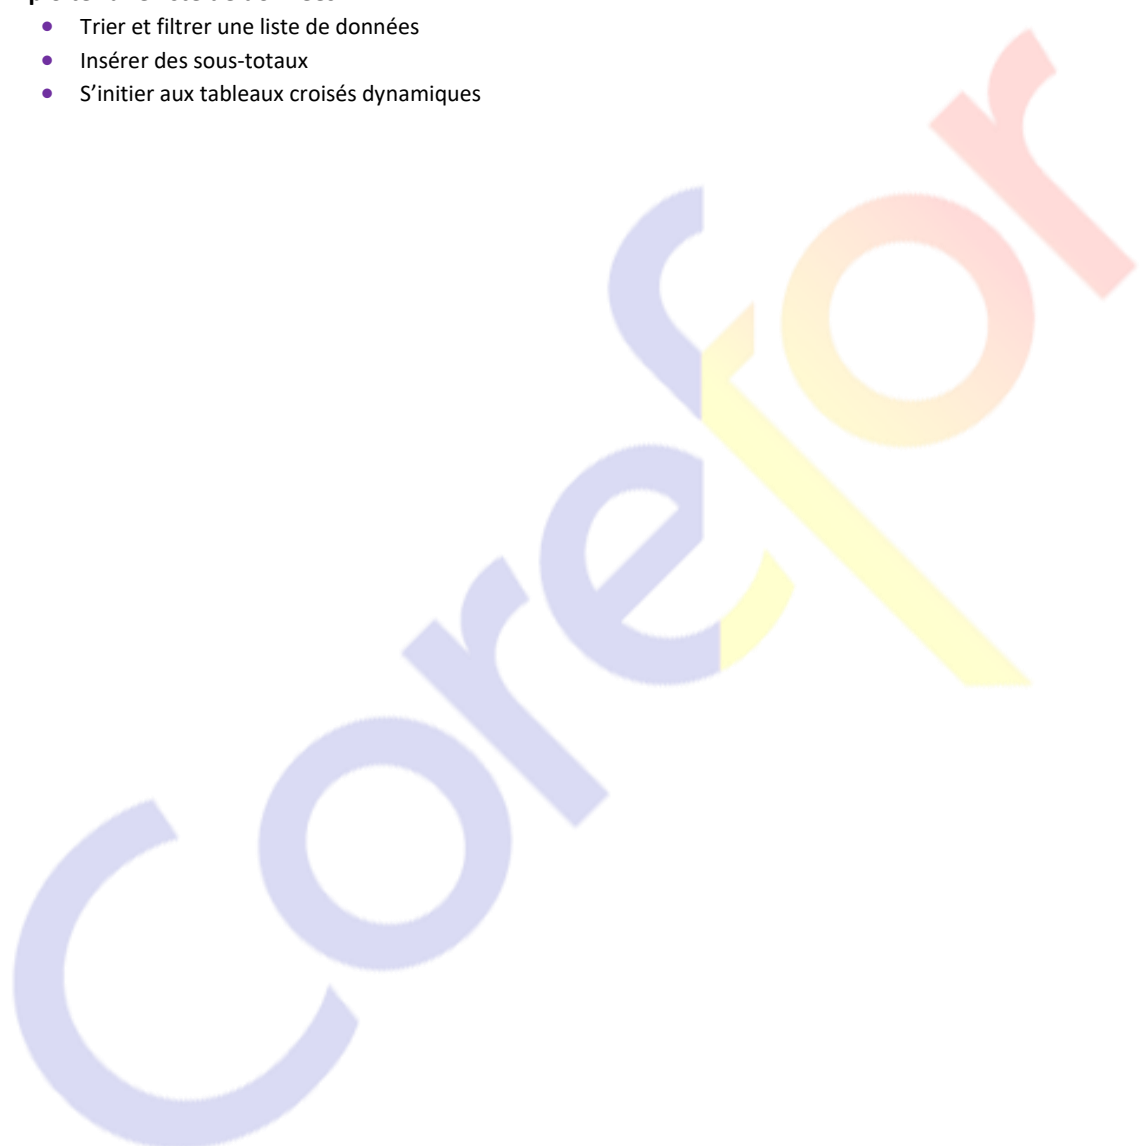 Trier et filtrer une liste de données
Insérer des sous-totaux
S’initier aux tableaux croisés dynamiques
Corefor